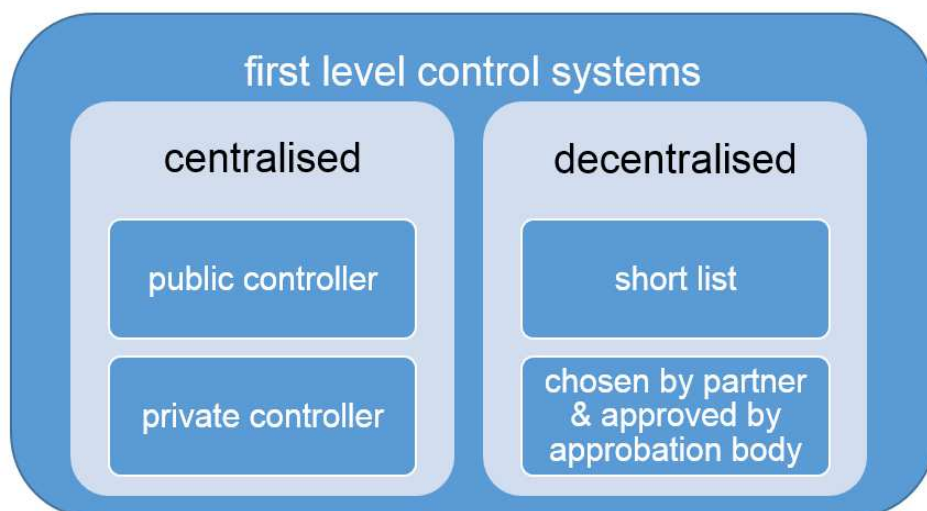 first level control systems
centralised
public controller
private controller
decentralised
short list
chosen by partner
& approved by
approbation body